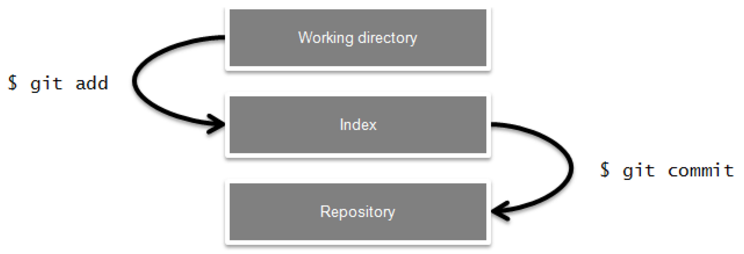 Working directory
$ git add
Index
$ git commit
Repository